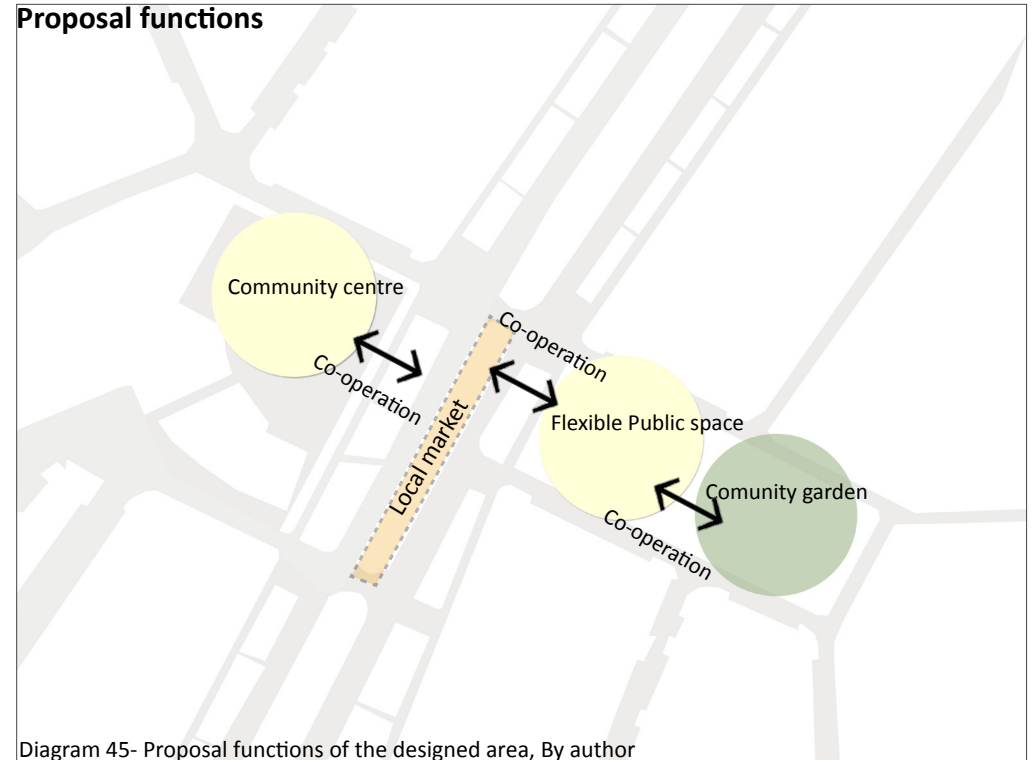 Proposal functions
Community centre
Co-operation
Co-operation
Local market
Flexible Public space
Comunity garden
Co-operation
Diagram 45- Proposal functions of the designed area, By author